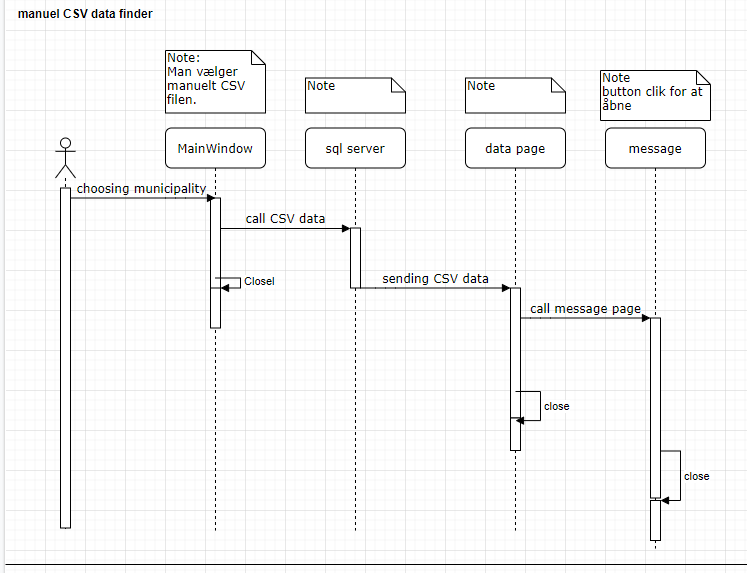 manuel CSV data finder
Note:
Man vælger
manuelt CSV
filen.
Note
Note
Note
button clik for at
åbne
MainWindow
sql server
data page
message
choosing municipality
call CSV data
Closel
sending CSV data
call message page
close
close